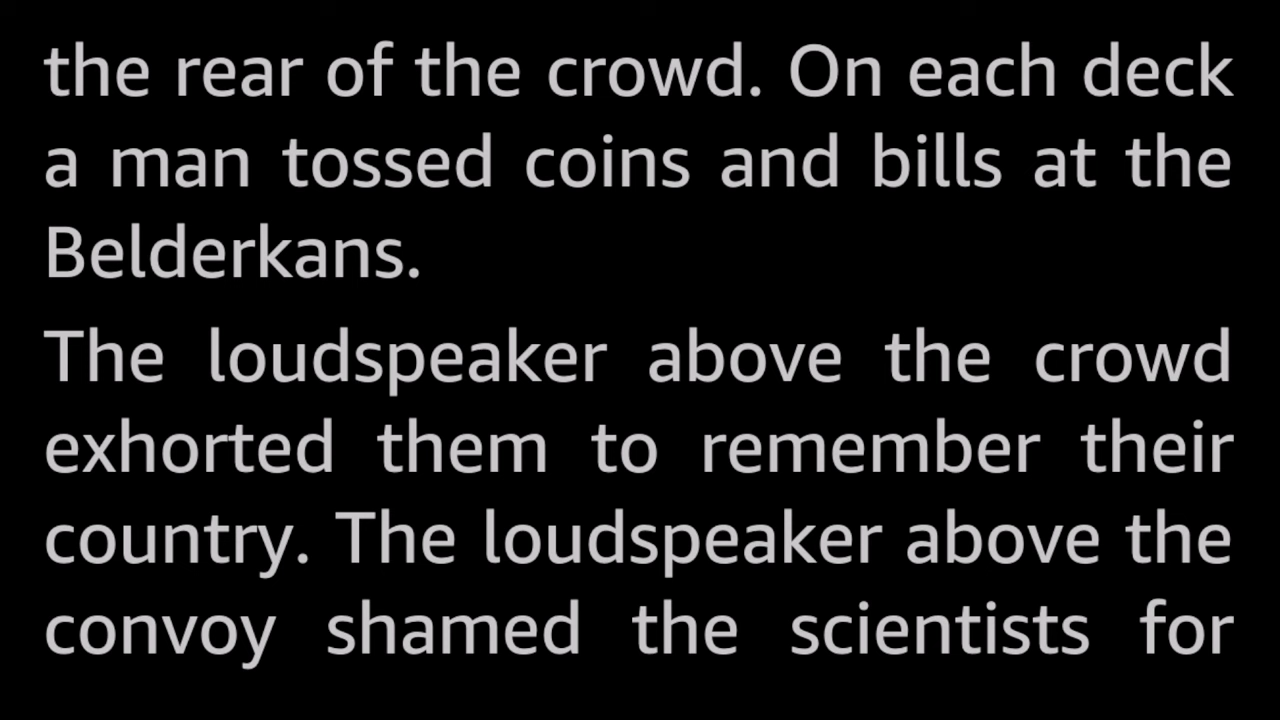 the rear of the crowd. On each deck
a man tossed coins and bills at the
Belderkans.
The loudspeaker above the crowd
exhorted them to remember their
country. The loudspeaker above the
convoy shamed the scientists for